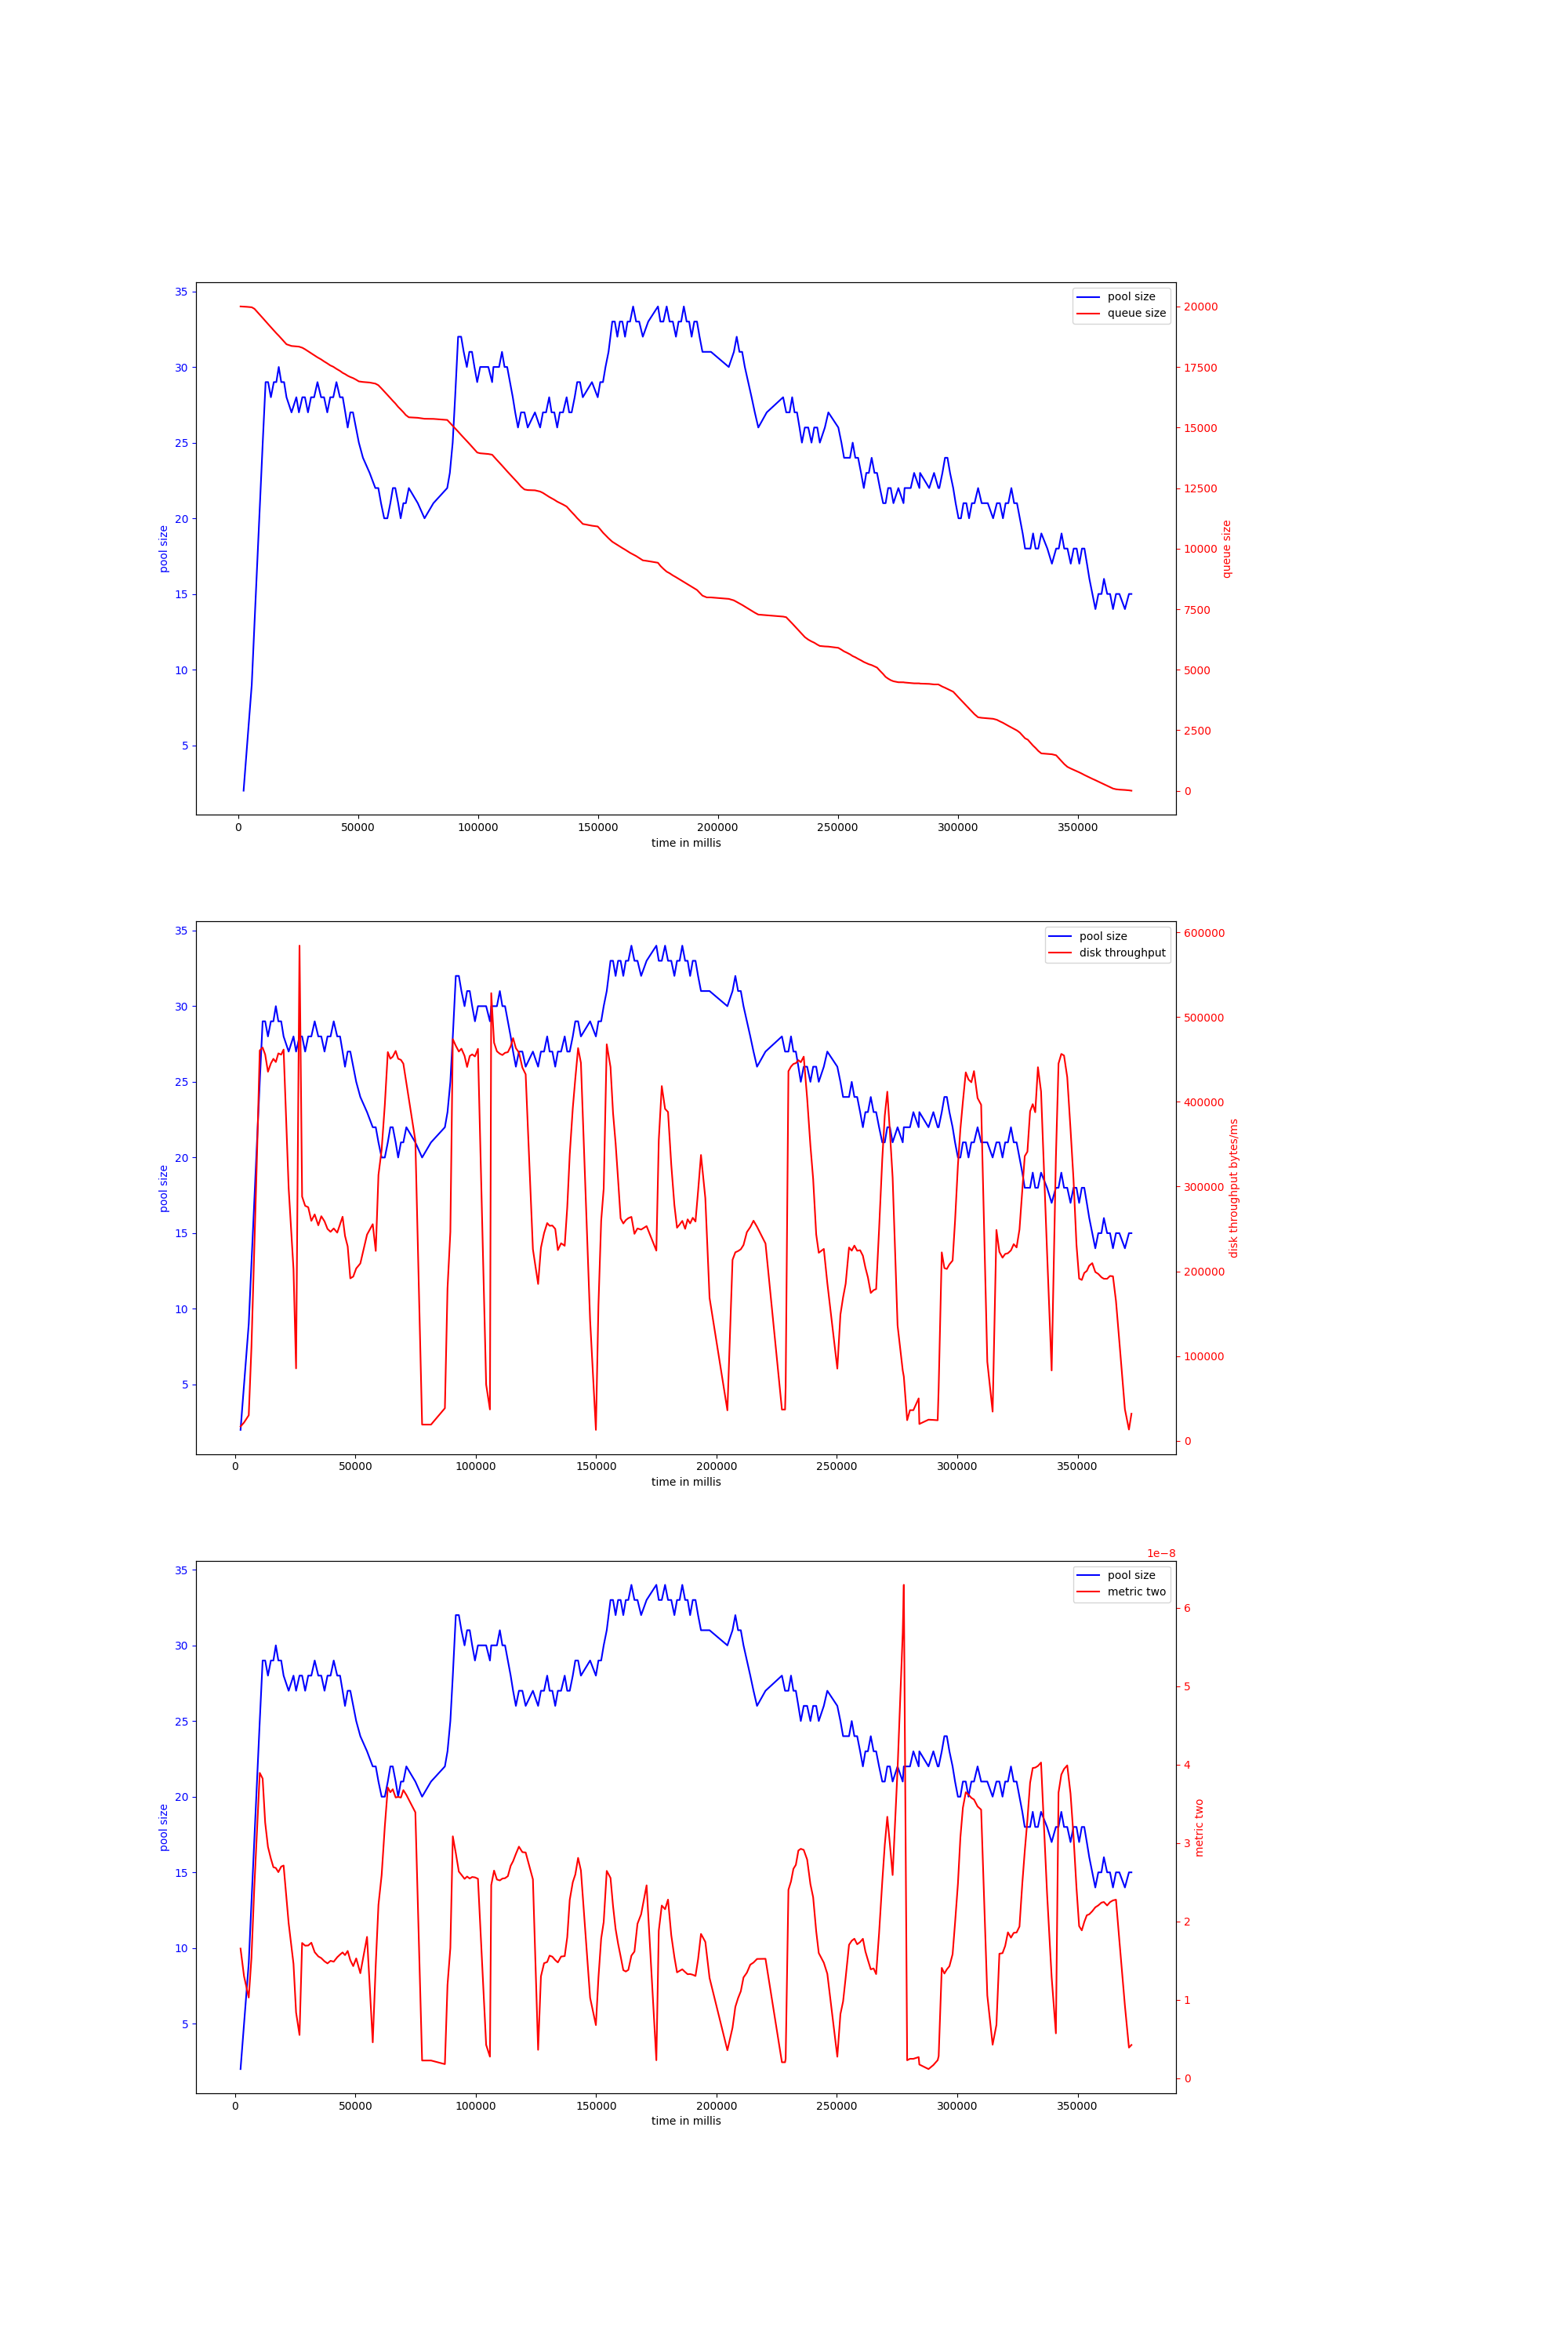 35
30
25
20
15
10
5
pool size
pool size
queue size
20000
17500
15000
12500
10000
7500
5000
2500
0
queue size
0 50000 100000 150000 200000 250000 300000 350000
time in millis
35
30
25
20
15
10
5
pool size
pool size
disk throughput
600000
500000
400000
300000
200000
100000
0
disk throughput bytes/ms
0 50000 100000 150000 200000 250000 300000 350000
time in millis
1e−8
35
30
25
20
15
10
5
pool size
pool size
metric two
6
5
4
3
2
1
0
metric two
0 50000 100000 150000 200000 250000 300000 350000
time in millis